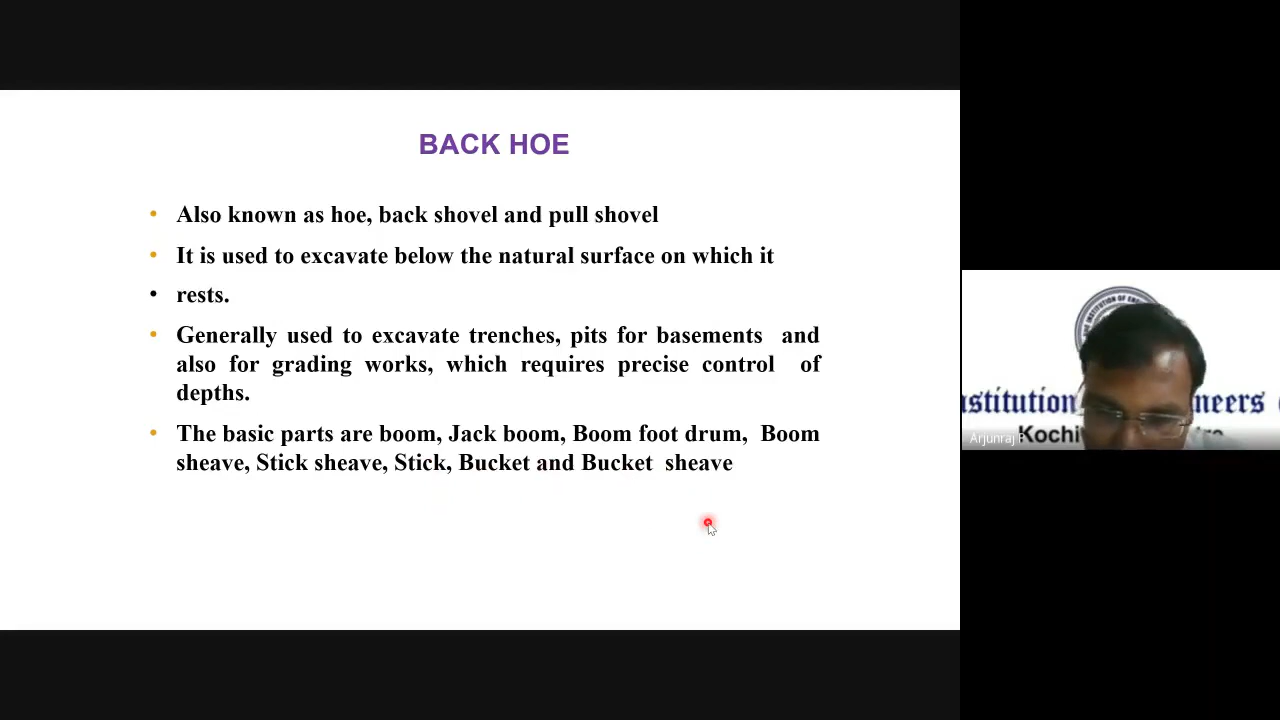 BACK HOE
• Also known as hoe, back shovel and pull shovel
• It is used to excavate below the natural surface on which it
• rests.
• Generally used to excavate trenches, pits for basements and
also for grading works, which requires precise control of
depths.
• The basic parts are boom, Jack boom, Boom foot drum, Boom
sheave, Stick sheave, Stick, Bucket and Bucket sheave
Kochi
Arjunraj